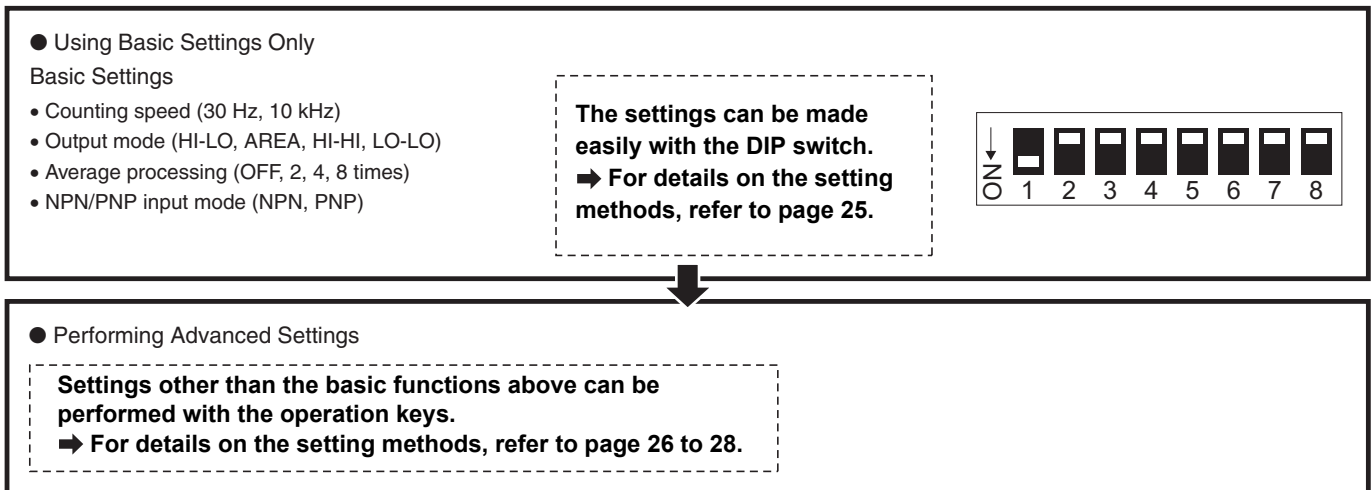 ● Using Basic Settings Only
Basic Settings
• Counting speed (30 Hz, 10 kHz)
• Output mode (HI-LO, AREA, HI-HI, LO-LO)
• Average processing (OFF, 2, 4, 8 times)
• NPN/PNP input mode (NPN, PNP)
The settings can be made
easily with the DIP switch.
➡ For details on the setting
methods, refer to page 25.
ON
1 2 3 4 5 6 7 8
● Performing Advanced Settings
Settings other than the basic functions above can be
performed with the operation keys.
➡ For details on the setting methods, refer to page 26 to 28.